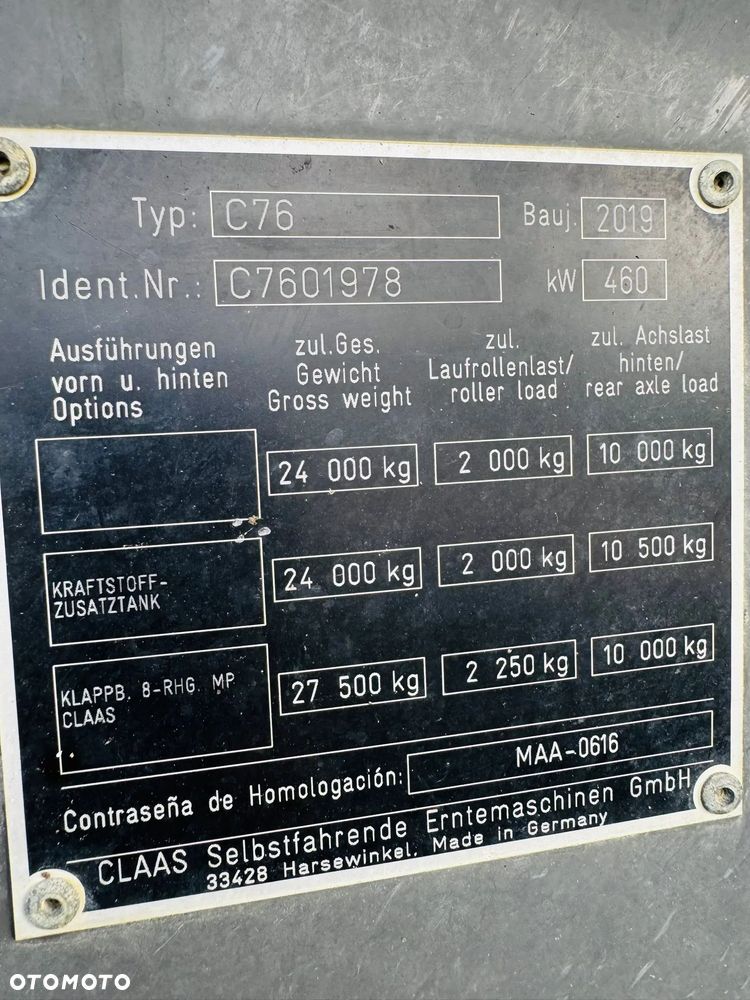 Typ: C76 Bauj. 2019
Ident.Nr.: C7601978 kW 460
Ausführungen
vorn u. hinten
Options
zul.Ges.
Gewicht
Gross weight
zul.
Laufrollenlast/
roller load
zul. Achslast
hinten/
rear axle load
24 000 kg 2 000 kg 10 000 kg
KRAFTSTOFF-
ZUSATZTANK
24 000 kg 2 000 kg 10 500 kg
KLAPPB. 8-RHG. MP
CLAAS
27 500 kg 2 250 kg 10 000 kg
Contraseña de Homologación: MAA-0616
CLAAS Selbstfahrende Erntemaschinen GmbH
33428 Harsewinkel, Made in Germany
OTOMOTO